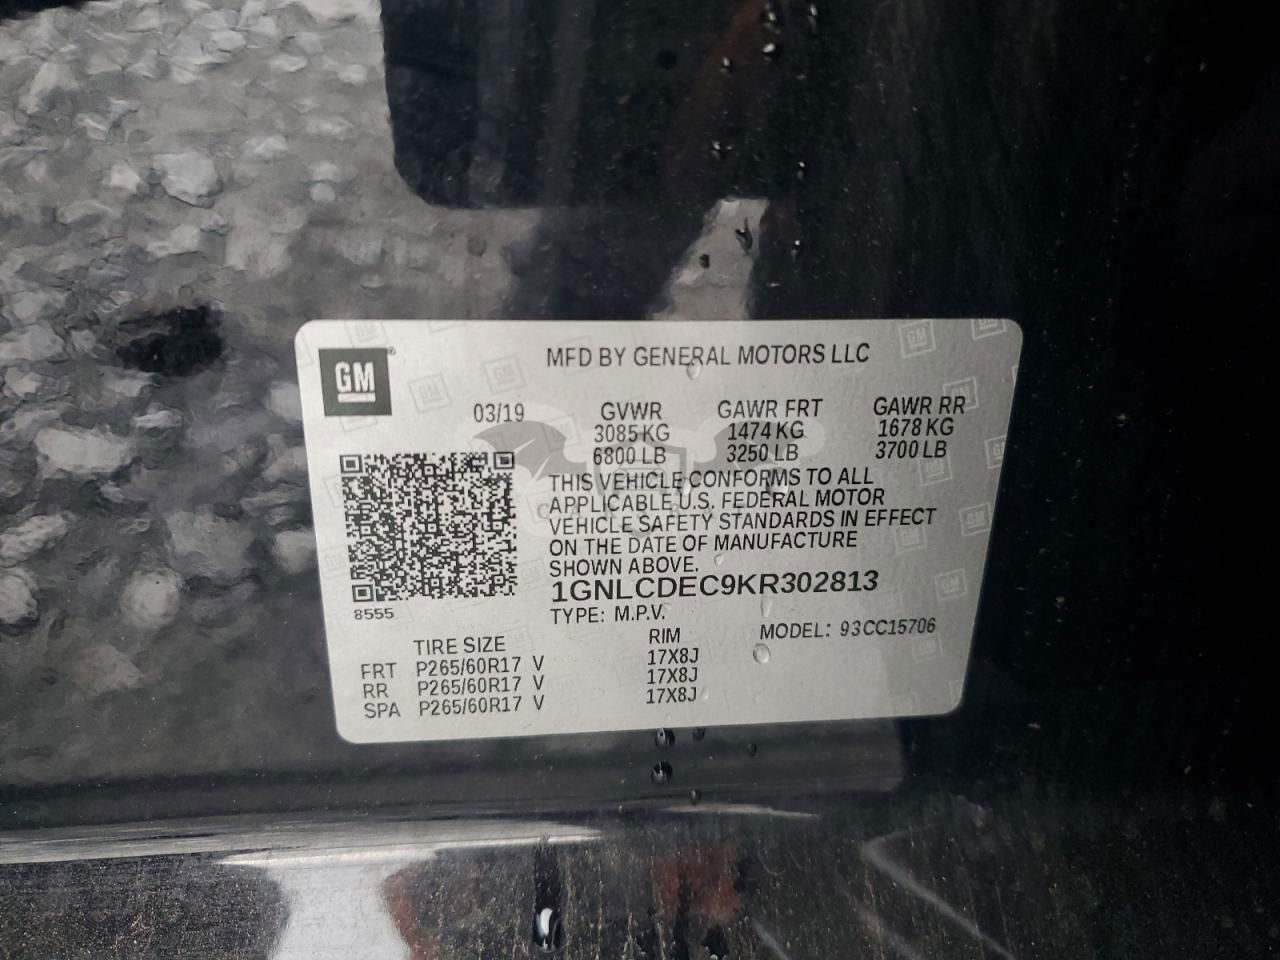 GM
MFD BY GENERAL MOTORS LLC
03/19 GVWR GAWR FRT GAWR RR
3085 KG 1474 KG 1678 KG
6800 LB 3250 LB 3700 LB
THIS VEHICLE CONFORMS TO ALL
APPLICABLE U.S. FEDERAL MOTOR
VEHICLE SAFETY STANDARDS IN EFFECT
ON THE DATE OF MANUFACTURE
SHOWN ABOVE.
1GNLCDEC9KR302813
8555
TYPE: M.P.V.
TIRE SIZE RIM MODEL: 93CC15706
FRT P265/60R17 V 17X8J
RR P265/60R17 V 17X8J
SPA P265/60R17 V 17X8J